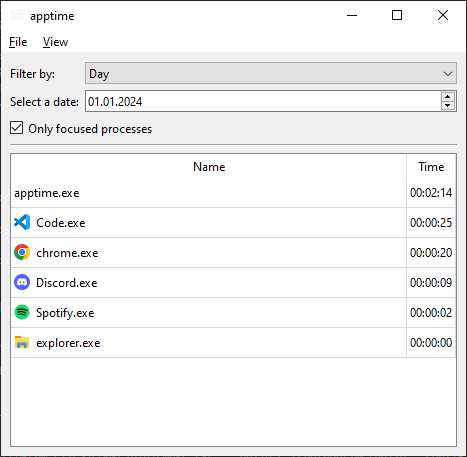 apptime
File View
Filter by: Day
Select a date: 01.01.2024
Only focused processes
Name Time
apptime.exe 00:02:14
Code.exe 00:00:25
chrome.exe 00:00:20
Discord.exe 00:00:09
Spotify.exe 00:00:02
explorer.exe 00:00:00